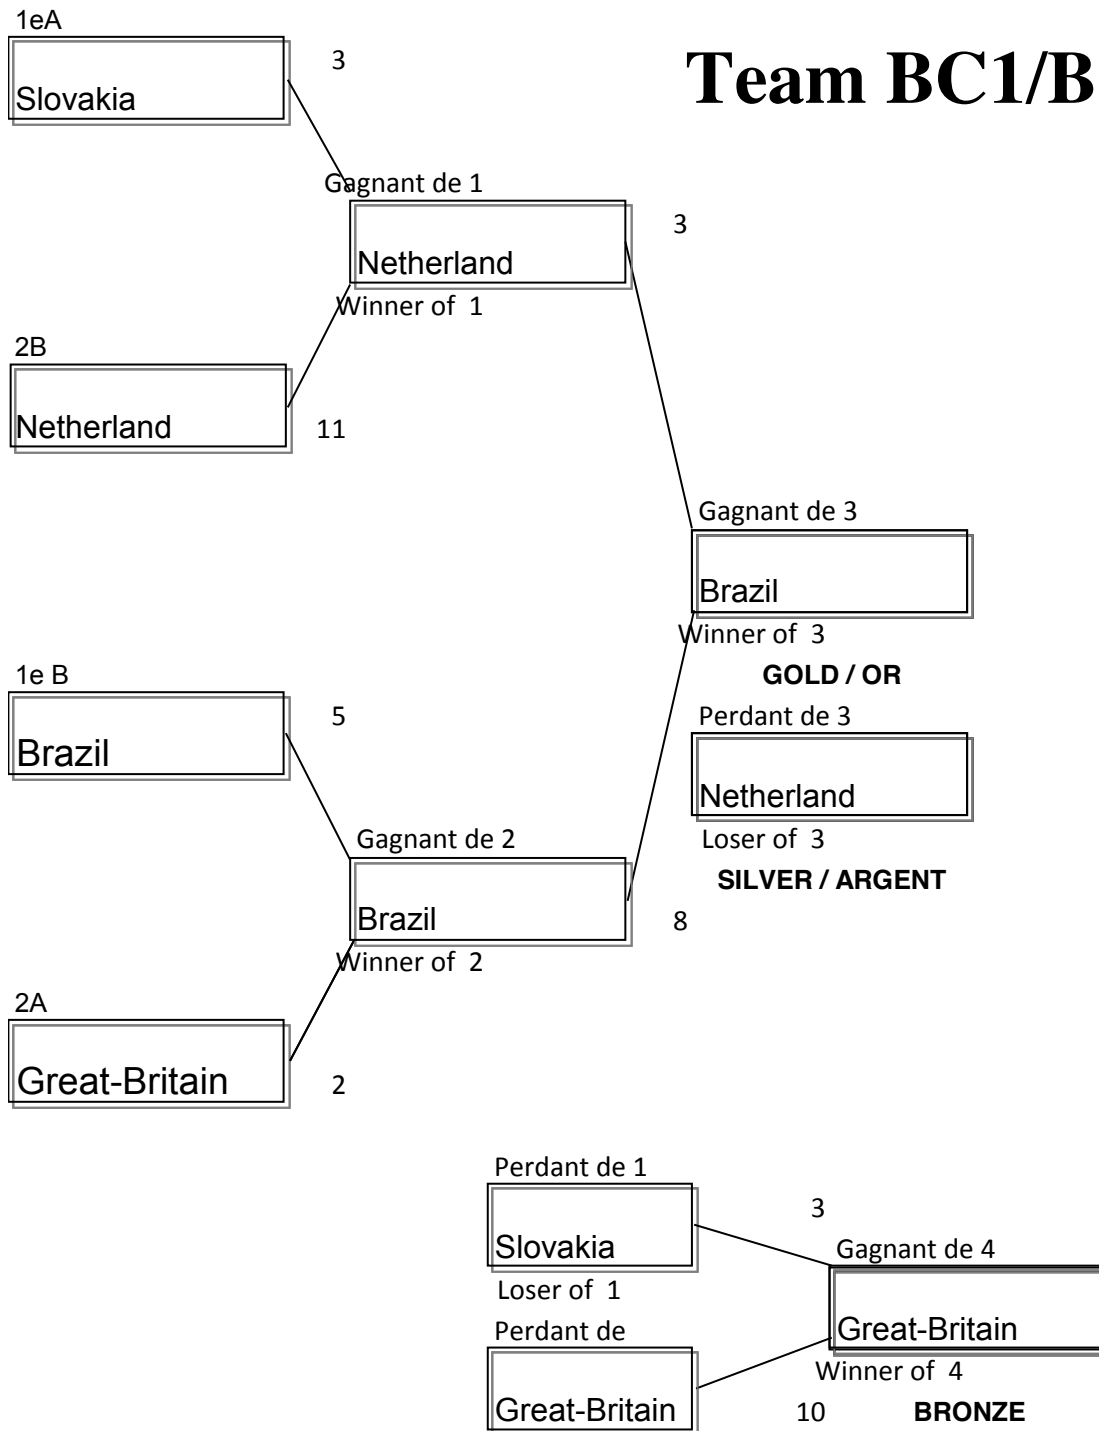 1eA
3
Team BC1/B
Slovakia
Gagnant de 1
3
Netherland
Winner of 1
2B
Netherland
11
Gagnant de 3
Brazil
Winner of 3
GOLD / OR
1e B
5
Perdant de 3
Brazil
Netherland
Gagnant de 2
Loser of 3
SILVER / ARGENT
Brazil
8
Winner of 2
2A
Great-Britain
2
Perdant de 1
3
Slovakia
Gagnant de 4
Loser of 1
Perdant de
Great-Britain
Winner of 4
Great-Britain
10
BRONZE